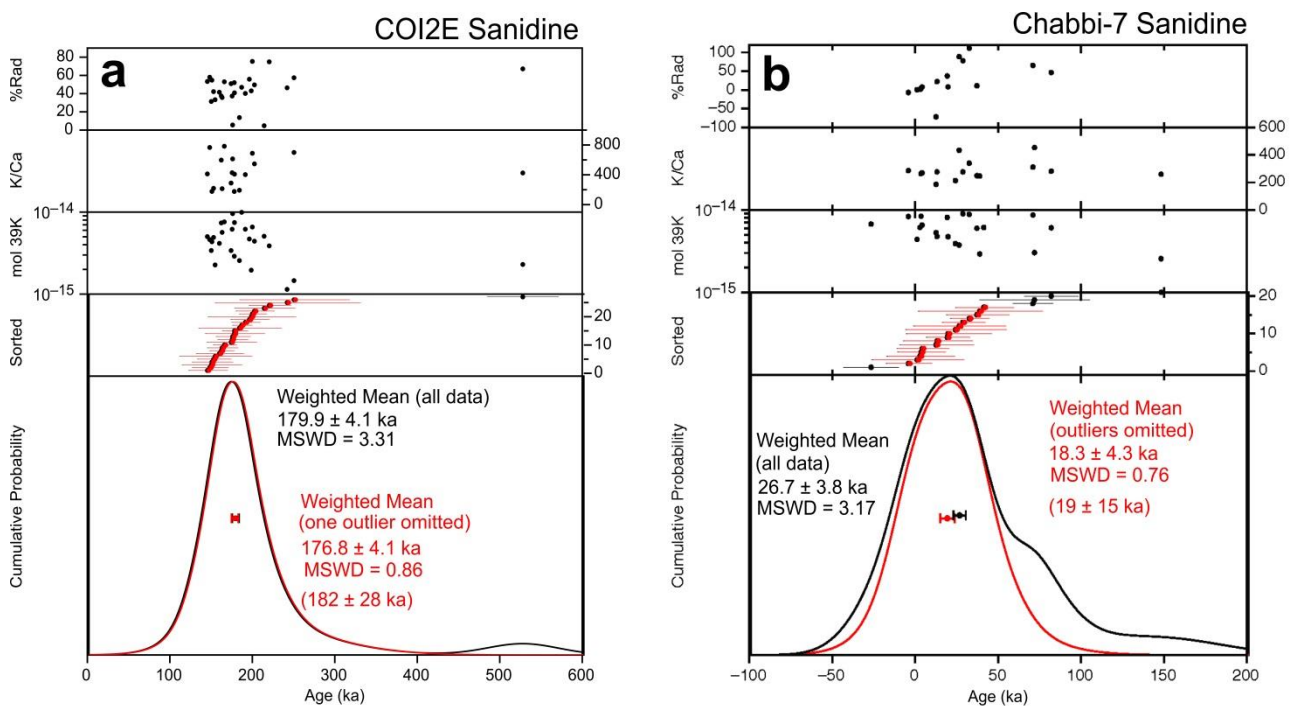 COI2E Sanidine
a
%Rad
80
60
40
20
0
K/Ca
800
400
0
mol 39K
10−14
10−15
Sorted
20
10
0
Cumulative Probability
Weighted Mean (all data)
179.9 ± 4.1 ka
MSWD = 3.31
Weighted Mean
(one outlier omitted)
176.8 ± 4.1 ka
MSWD = 0.86
(182 ± 28 ka)
0 100 200 300 400 500 600
Age (ka)
Chabbi-7 Sanidine
b
%Rad
100
50
0
−50
−100
K/Ca
600
400
200
0
mol 39K
10−14
10−15
Sorted
20
10
0
Cumulative Probability
Weighted Mean
(all data)
26.7 ± 3.8 ka
MSWD = 3.17
Weighted Mean
(outliers omitted)
18.3 ± 4.3 ka
MSWD = 0.76
(19 ± 15 ka)
−100 −50 0 50 100 150 200
Age (ka)